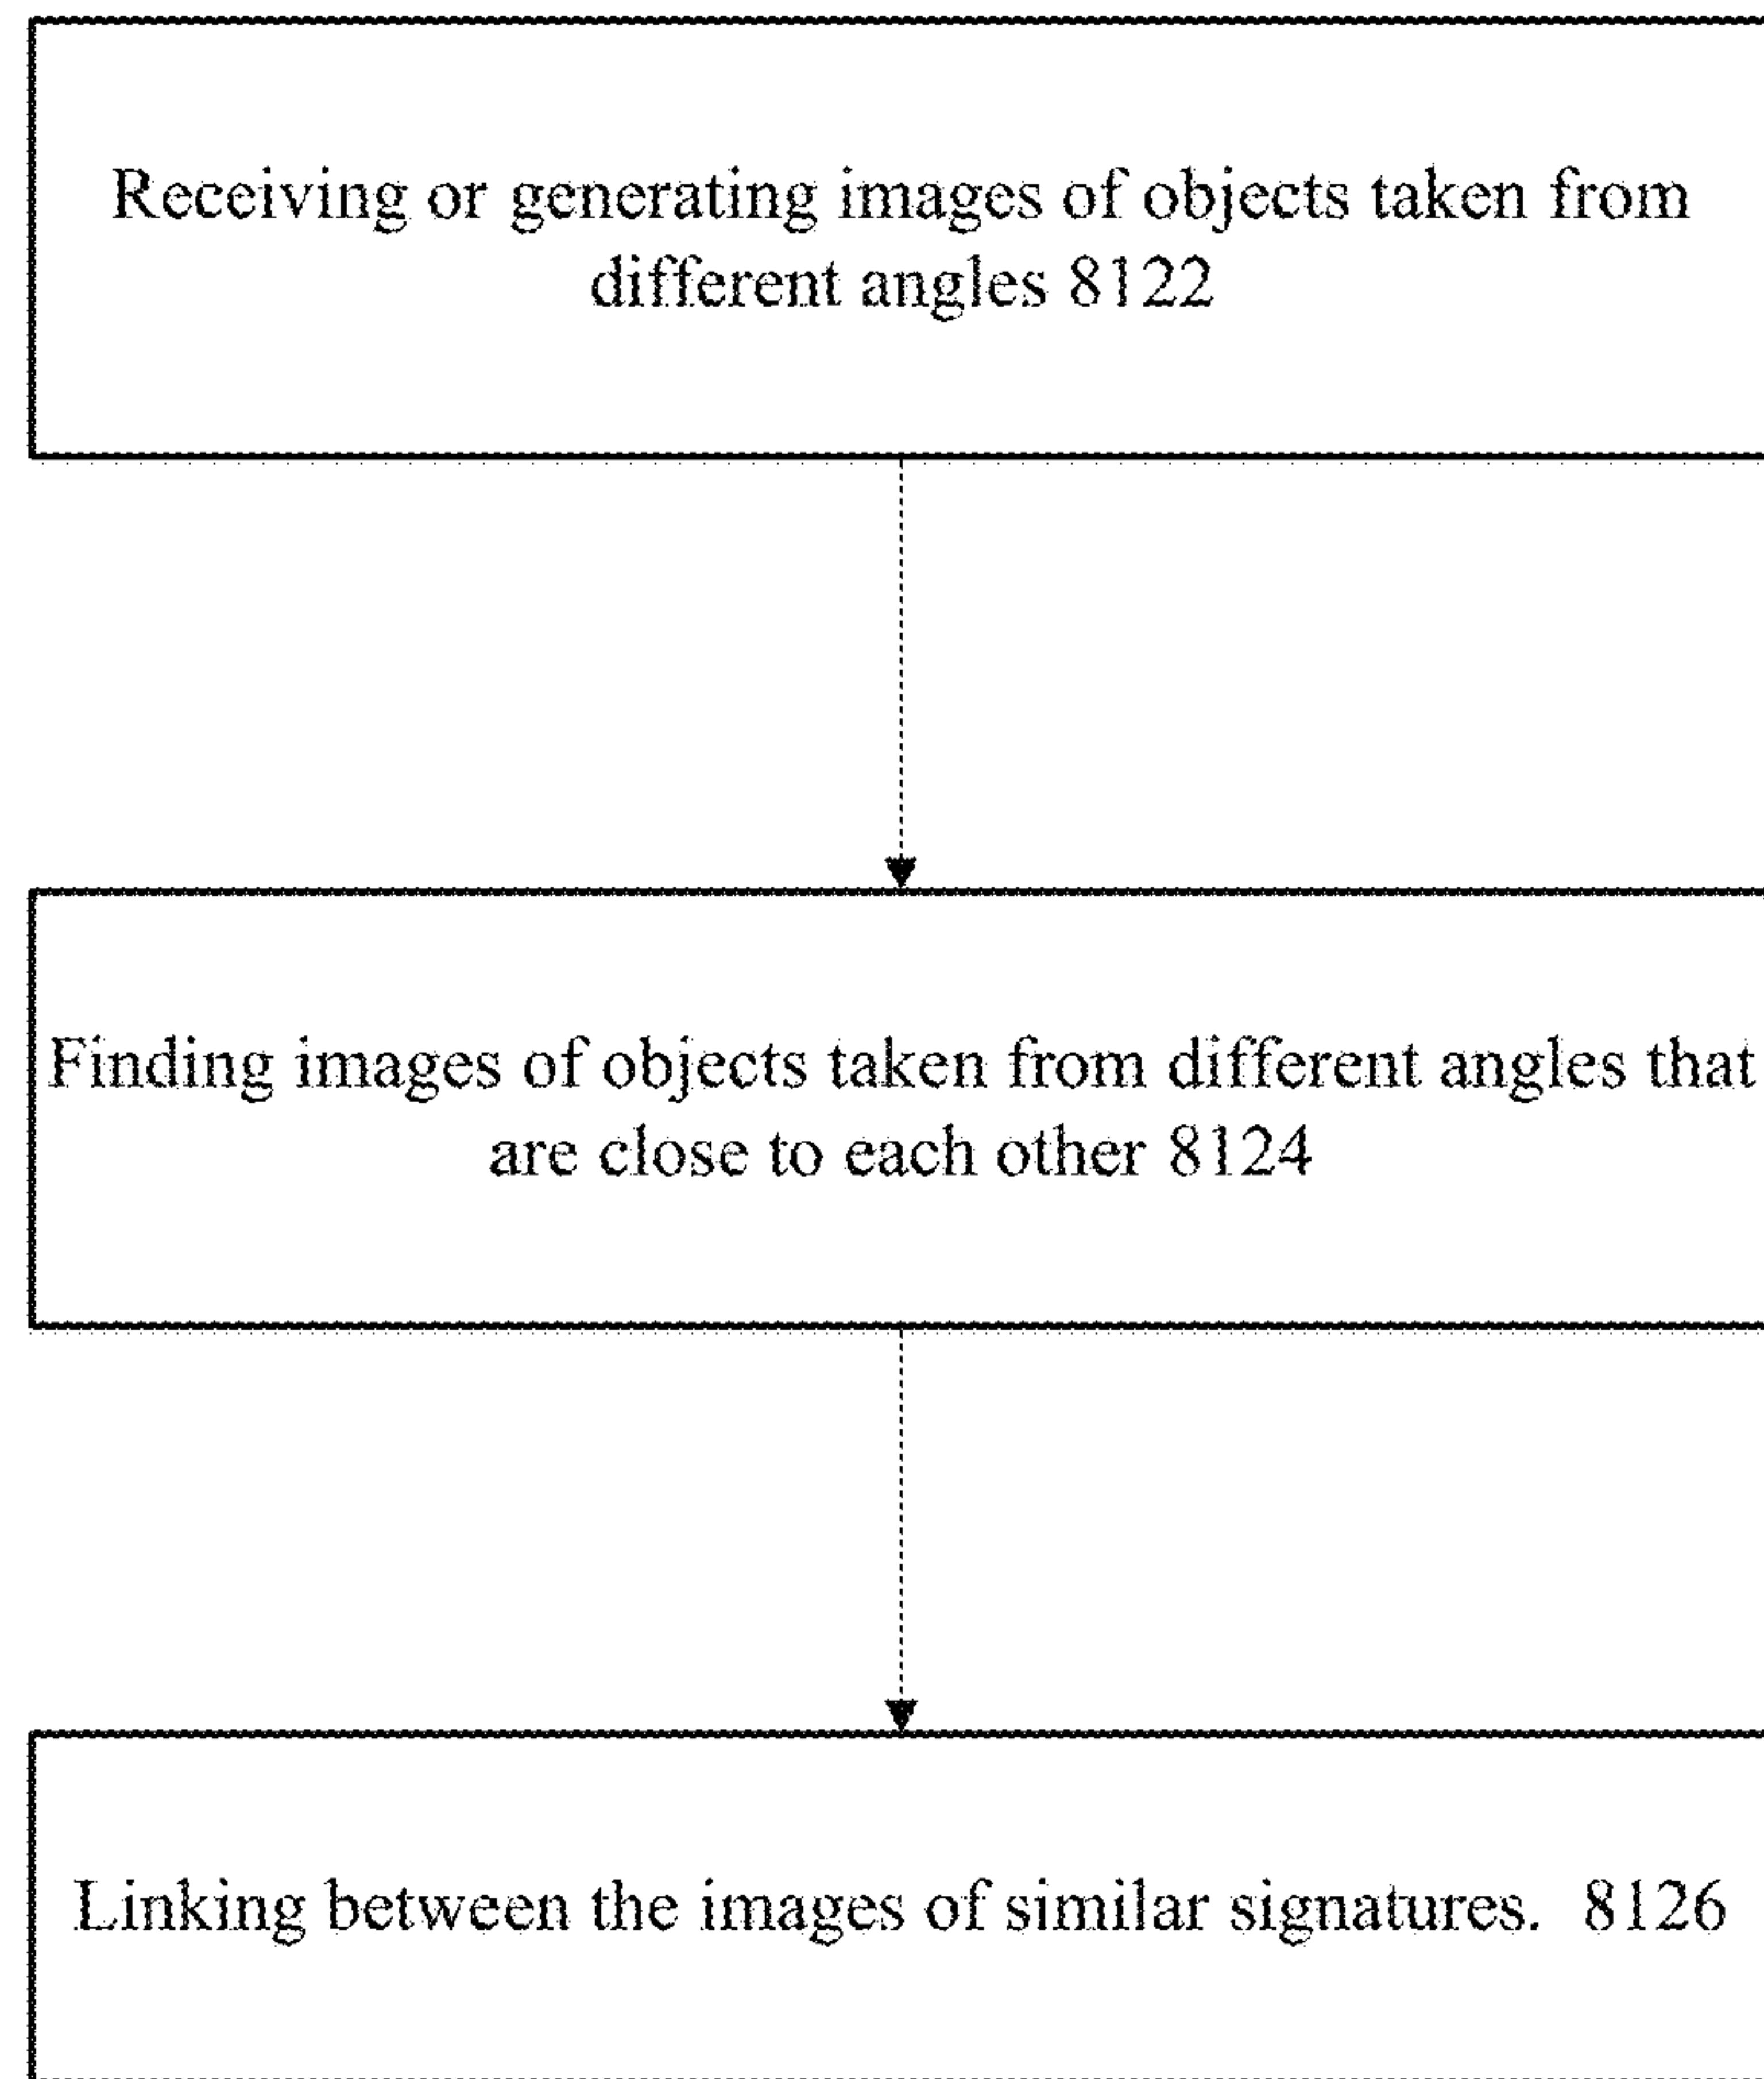 Receiving or generating images of objects taken from
different angles 8122
Finding images of objects taken from different angles that
are close to each other 8124
Linking between the images of similar signatures. 8126